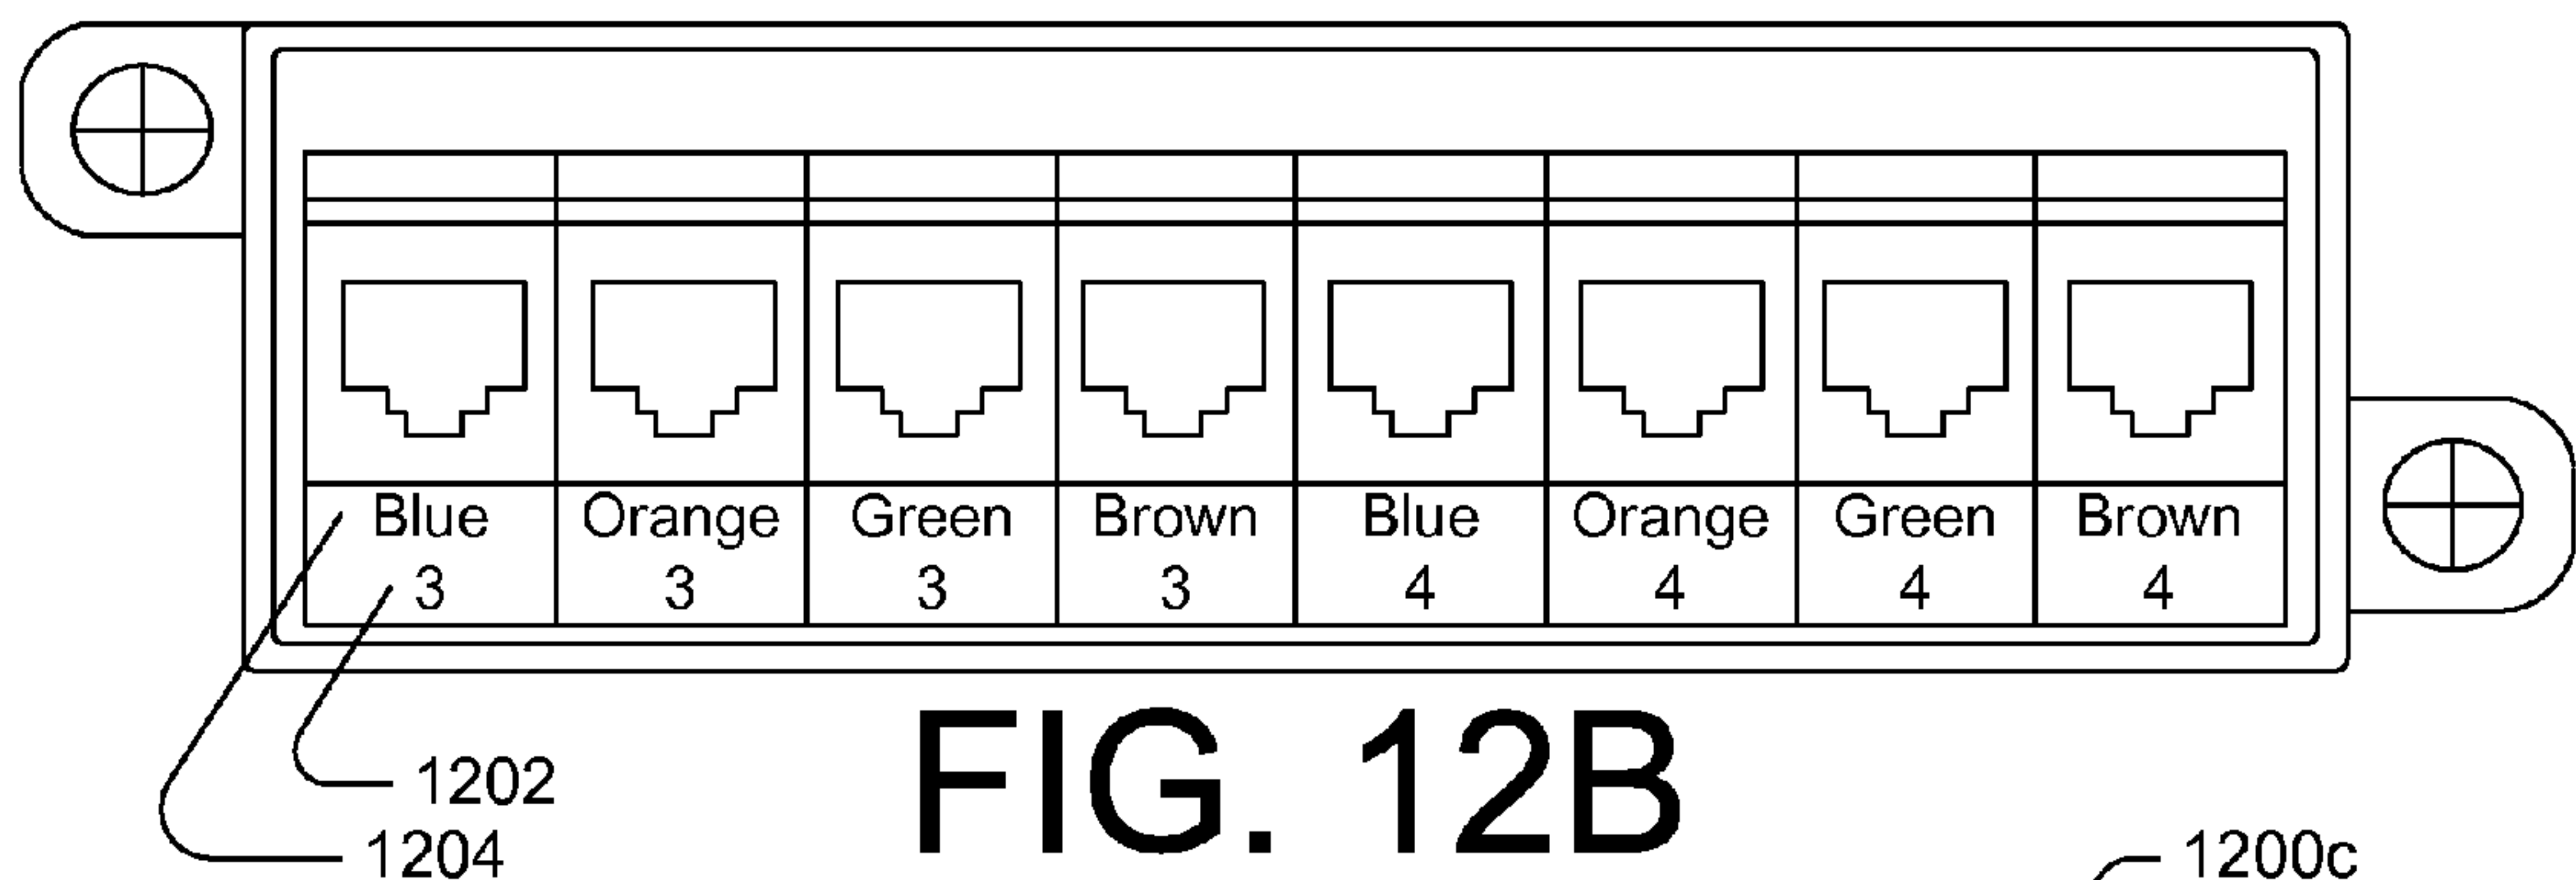 Blue Orange Green Brown Blue Orange Green Brown
3 3 3 3 4 4 4 4
1202
FIG. 12B
1204
1200c